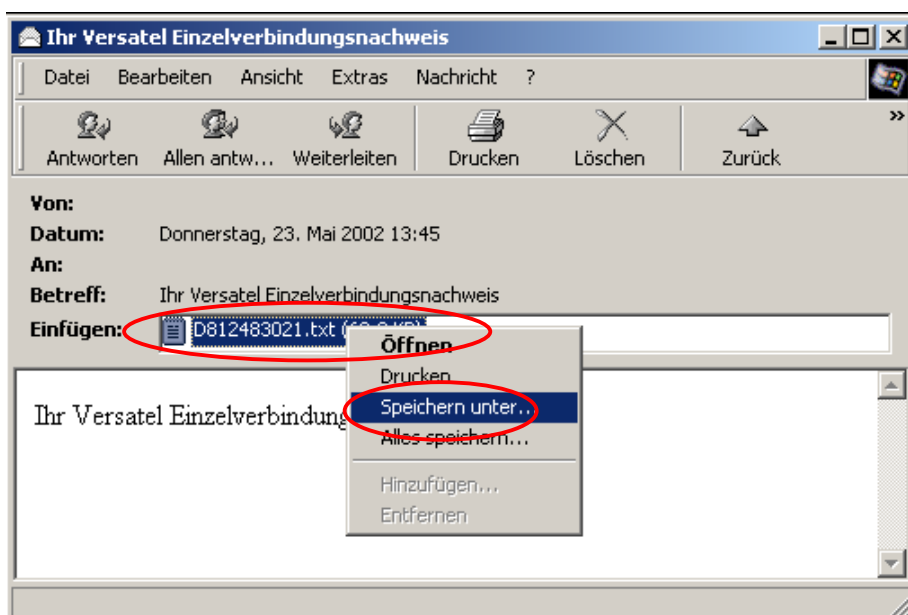 Ihr Versatel Einzelverbindungsnachweis
Datei Bearbeiten Ansicht Extras Nachricht ?
Antworten Allen antw... Weiterleiten Drucken Löschen Zurück »
Von:
Datum: Donnerstag, 23. Mai 2002 13:45
An:
Betreff: Ihr Versatel Einzelverbindungsnachweis
Einfügen: D812483021.txt
Öffnen
Drucken
Speichern unter...
Alles speichern...
Hinzufügen...
Entfernen
Ihr Versatel